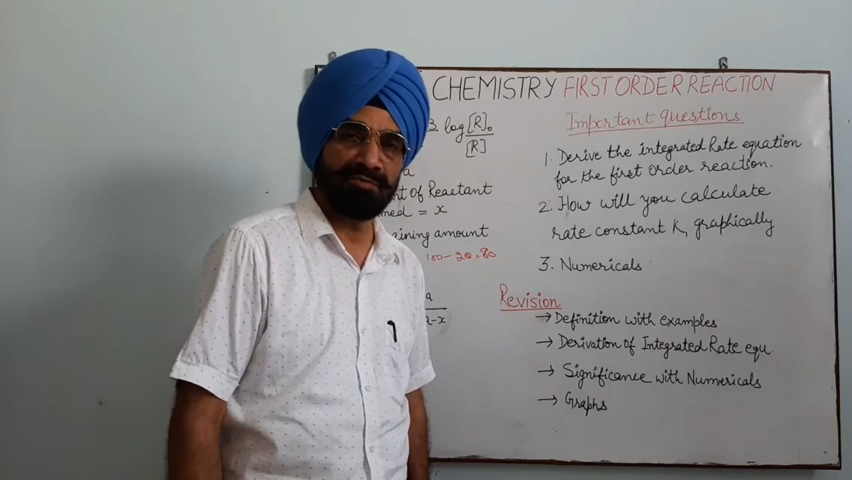 CHEMISTRY FIRST ORDER REACTION
3 log [R]₀
[R]
a
nt of Reactant
med = x
ining amount
100-20=80
a
a-x
Important questions
1. Derive the integrated Rate equation
for the first order reaction.
2. How will you calculate
rate constant K, graphically
3. Numericals
Revision
→ Definition with examples
→ Derivation of Integrated Rate equ.
→ Significance with Numericals
→ Graphs